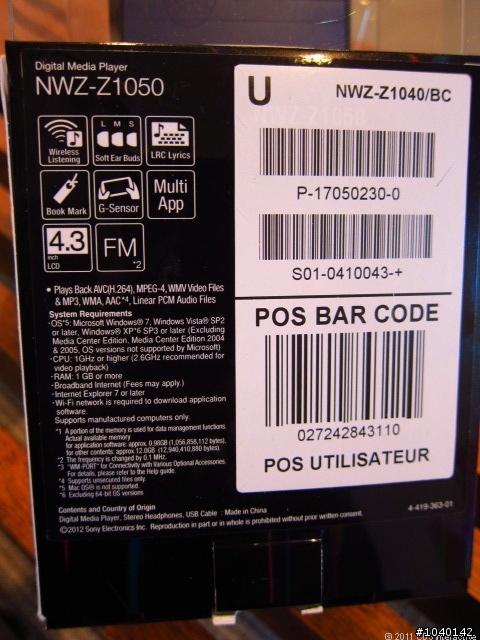 Digital Media Player
NWZ-Z1050
Wireless
Listening
L M S
Soft Ear Buds
LRC Lyrics
Book Mark
G-Sensor
Multi
App
4.3
inch
LCD
FM
*2
• Plays Back AVC(H.264), MPEG-4, WMV Video Files
& MP3, WMA, AAC*4, Linear PCM Audio Files
System Requirements
·OS*5: Microsoft Windows® 7, Windows Vista® SP2
or later, Windows® XP*6 SP3 or later (Excluding
Media Center Edition, Media Center Edition 2004
& 2005, OS versions not supported by Microsoft)
·CPU: 1GHz or higher (2.6GHz recommended for
video playback)
·RAM: 1 GB or more
·Broadband Internet (Fees may apply.)
·Internet Explorer 7 or later
·Wi-Fi network is required to download application
software.
Supports manufactured computers only.
*1 A portion of the memory is used for data management functions.
Actual available memory
for application software: approx. 0.98GB (1,056,858,112 bytes),
for other contents: approx. 12.0GB (12,940,410,880 bytes).
*2 The frequency is changed by 0.1 MHz.
*3 "WM-PORT" for Connectivity with Various Optional Accessories.
For details, please refer to the Help guide.
*4 Supports unsecured files only.
*5 Mac OS® is not supported.
*6 Excluding 64-bit OS versions
Contents and Country of Origin
Digital Media Player, Stereo Headphones, USB Cable : Made in China
©2012 Sony Electronics Inc. Reproduction in part or in whole is prohibited without prior written consent.
U
NWZ-Z1040/BC
P-17050230-0
S01-0410043-+
POS BAR CODE
027242843110
POS UTILISATEUR
4-419-363-01
#1040142
© 2011 CBS Interactive